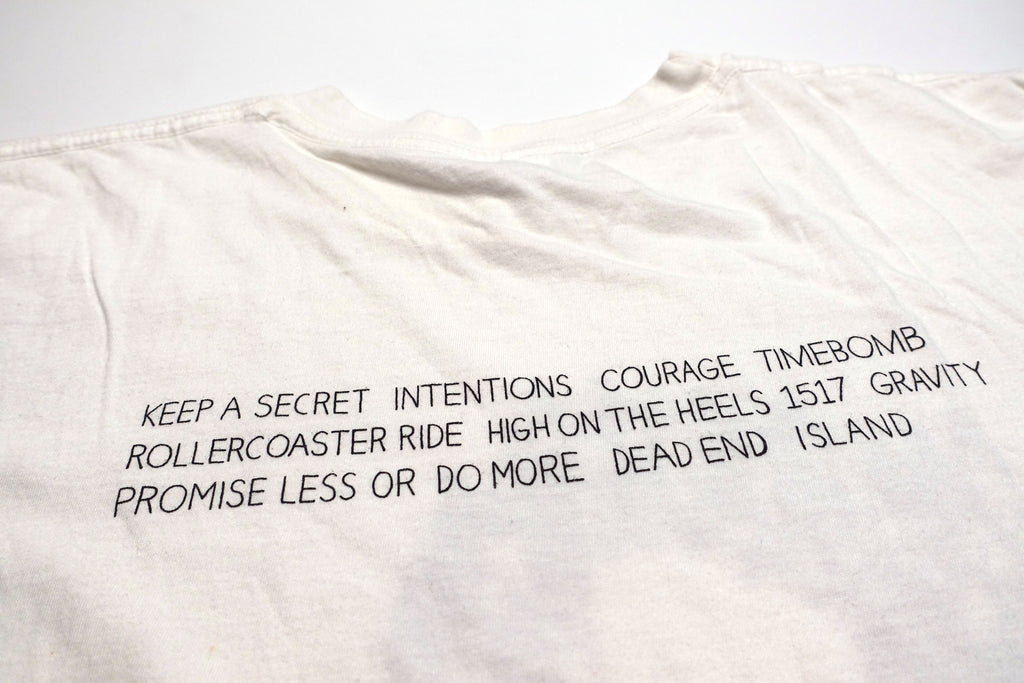 KEEP A SECRET INTENTIONS COURAGE TIMEBOMB
ROLLERCOASTER RIDE HIGH ON THE HEELS 1517 GRAVITY
PROMISE LESS OR DO MORE DEAD END ISLAND